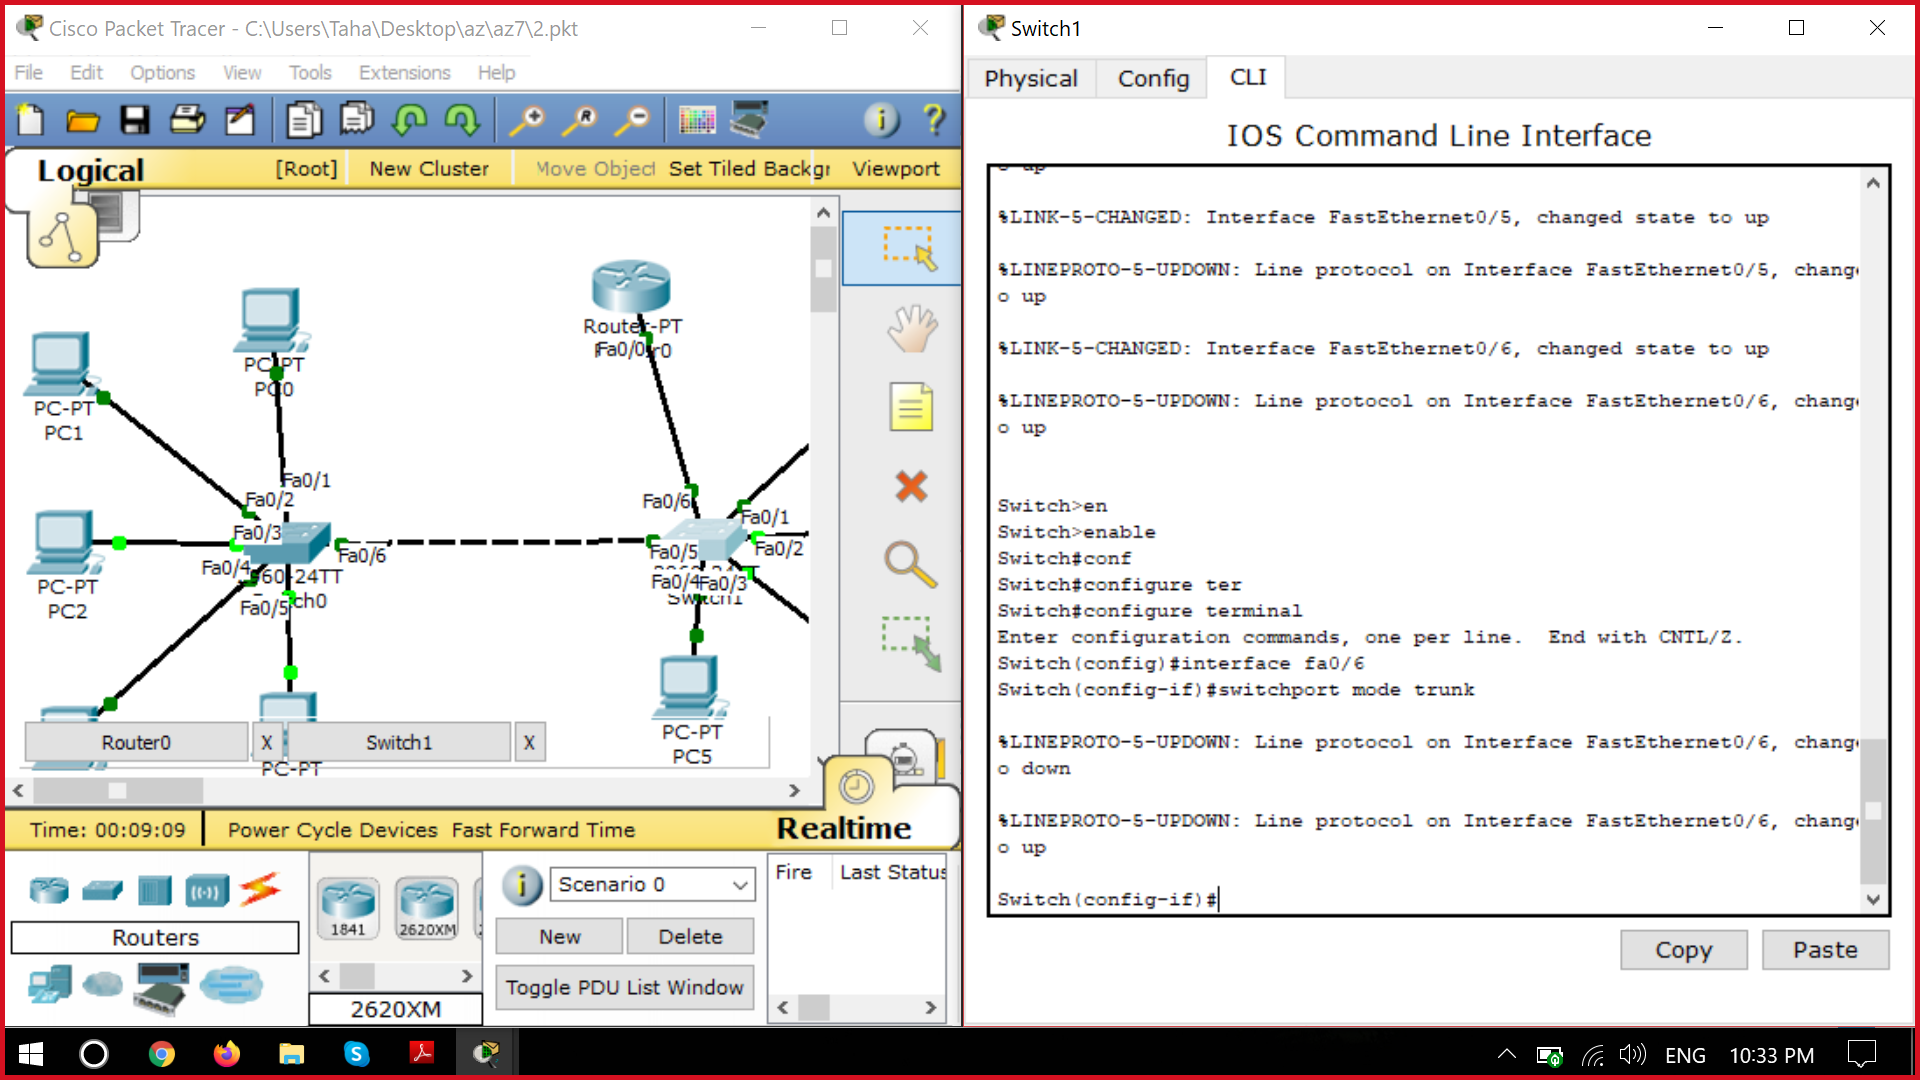 Cisco Packet Tracer - C:\Users\Taha\Desktop\az\az7\2.pkt
File Edit Options View Tools Extensions Help
Logical
[Root]
New Cluster
Move Object
Set Tiled Backgr
Viewport
Router-PT
Fa0/0
PC-PT
PC0
PC-PT
PC1
Fa0/1
Fa0/2
Fa0/3
Fa0/4
Fa0/5
Fa0/6
PC-PT
PC2
Fa0/6
Fa0/1
Fa0/2
Fa0/5
Fa0/4
Fa0/3
Switch1
PC-PT
PC5
Router0
X
Switch1
X
PC-PT
Time: 00:09:09
Power Cycle Devices Fast Forward Time
Realtime
Routers
1841
2620XM
2620XM
Scenario 0
New
Delete
Toggle PDU List Window
Fire
Last Status
Switch1
Physical
Config
CLI
IOS Command Line Interface
o up
%LINK-5-CHANGED: Interface FastEthernet0/5, changed state to up
%LINEPROTO-5-UPDOWN: Line protocol on Interface FastEthernet0/5, chang
o up
%LINK-5-CHANGED: Interface FastEthernet0/6, changed state to up
%LINEPROTO-5-UPDOWN: Line protocol on Interface FastEthernet0/6, chang
o up
Switch>en
Switch>enable
Switch#conf
Switch#configure ter
Switch#configure terminal
Enter configuration commands, one per line. End with CNTL/Z.
Switch(config)#interface fa0/6
Switch(config-if)#switchport mode trunk
%LINEPROTO-5-UPDOWN: Line protocol on Interface FastEthernet0/6, chang
o down
%LINEPROTO-5-UPDOWN: Line protocol on Interface FastEthernet0/6, chang
o up
Switch(config-if)#
Copy
Paste
ENG
10:33 PM